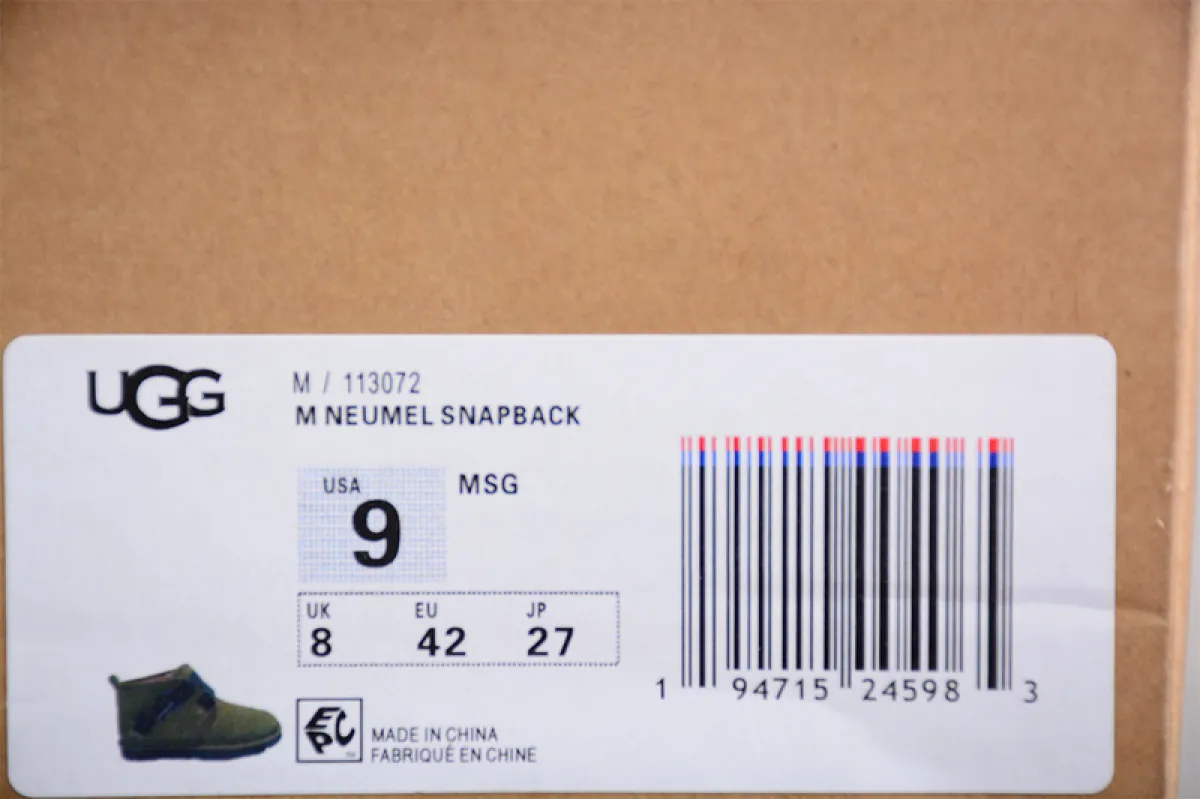 UGG
M / 113072
M NEUMEL SNAPBACK
USA
9
MSG
UK EU JP
8 42 27
EPC
MADE IN CHINA
FABRIQUÉ EN CHINE
1 94715 24598 3